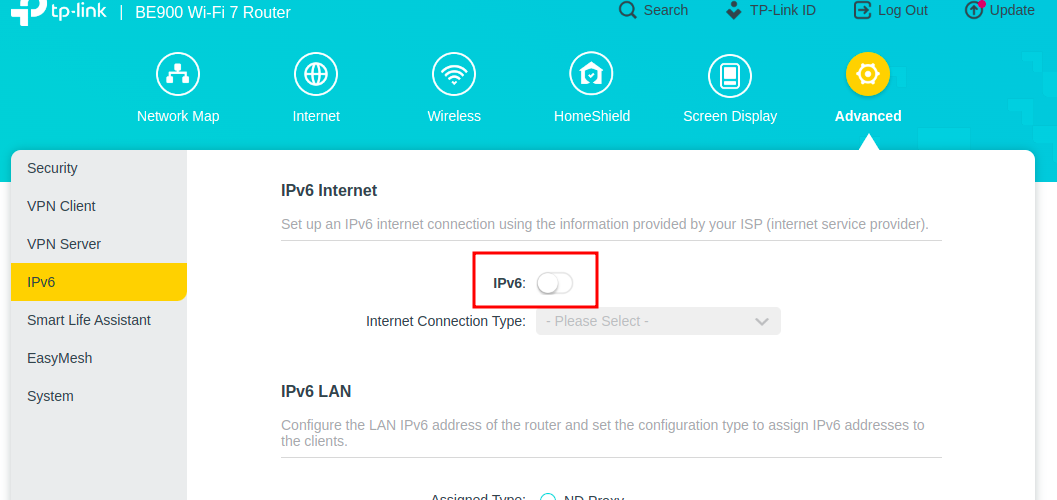 tp-link | BE900 Wi-Fi 7 Router
Search
TP-Link ID
Log Out
Update
Network Map
Internet
Wireless
HomeShield
Screen Display
Advanced
Security
VPN Client
VPN Server
IPv6
Smart Life Assistant
EasyMesh
System
IPv6 Internet
Set up an IPv6 internet connection using the information provided by your ISP (internet service provider).
IPv6:
Internet Connection Type: - Please Select -
IPv6 LAN
Configure the LAN IPv6 address of the router and set the configuration type to assign IPv6 addresses to
the clients.
Assigned Type: ND Proxy